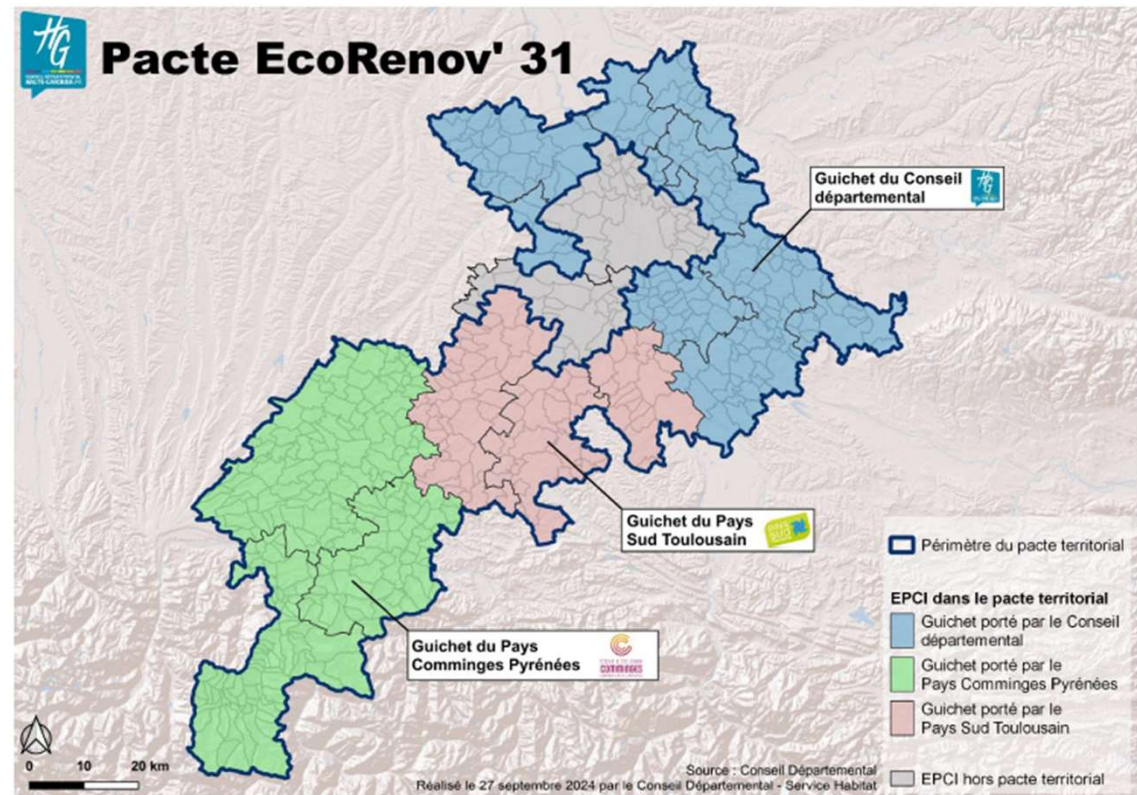 HG
Pacte EcoRenov' 31
Guichet du Conseil
départemental
Guichet du Pays
Sud Toulousain
Guichet du Pays
Comminges Pyrénées
COMMINGES
Périmètre du pacte territorial
EPCI dans le pacte territorial
Guichet porté par le Conseil
départemental
Guichet porté par le
Pays Comminges Pyrénées
Guichet porté par le
Pays Sud Toulousain
EPCI hors pacte territorial
0 10 20 km
Source : Conseil Départemental
Réalisé le 27 septembre 2024 par le Conseil Départemental - Service Habitat